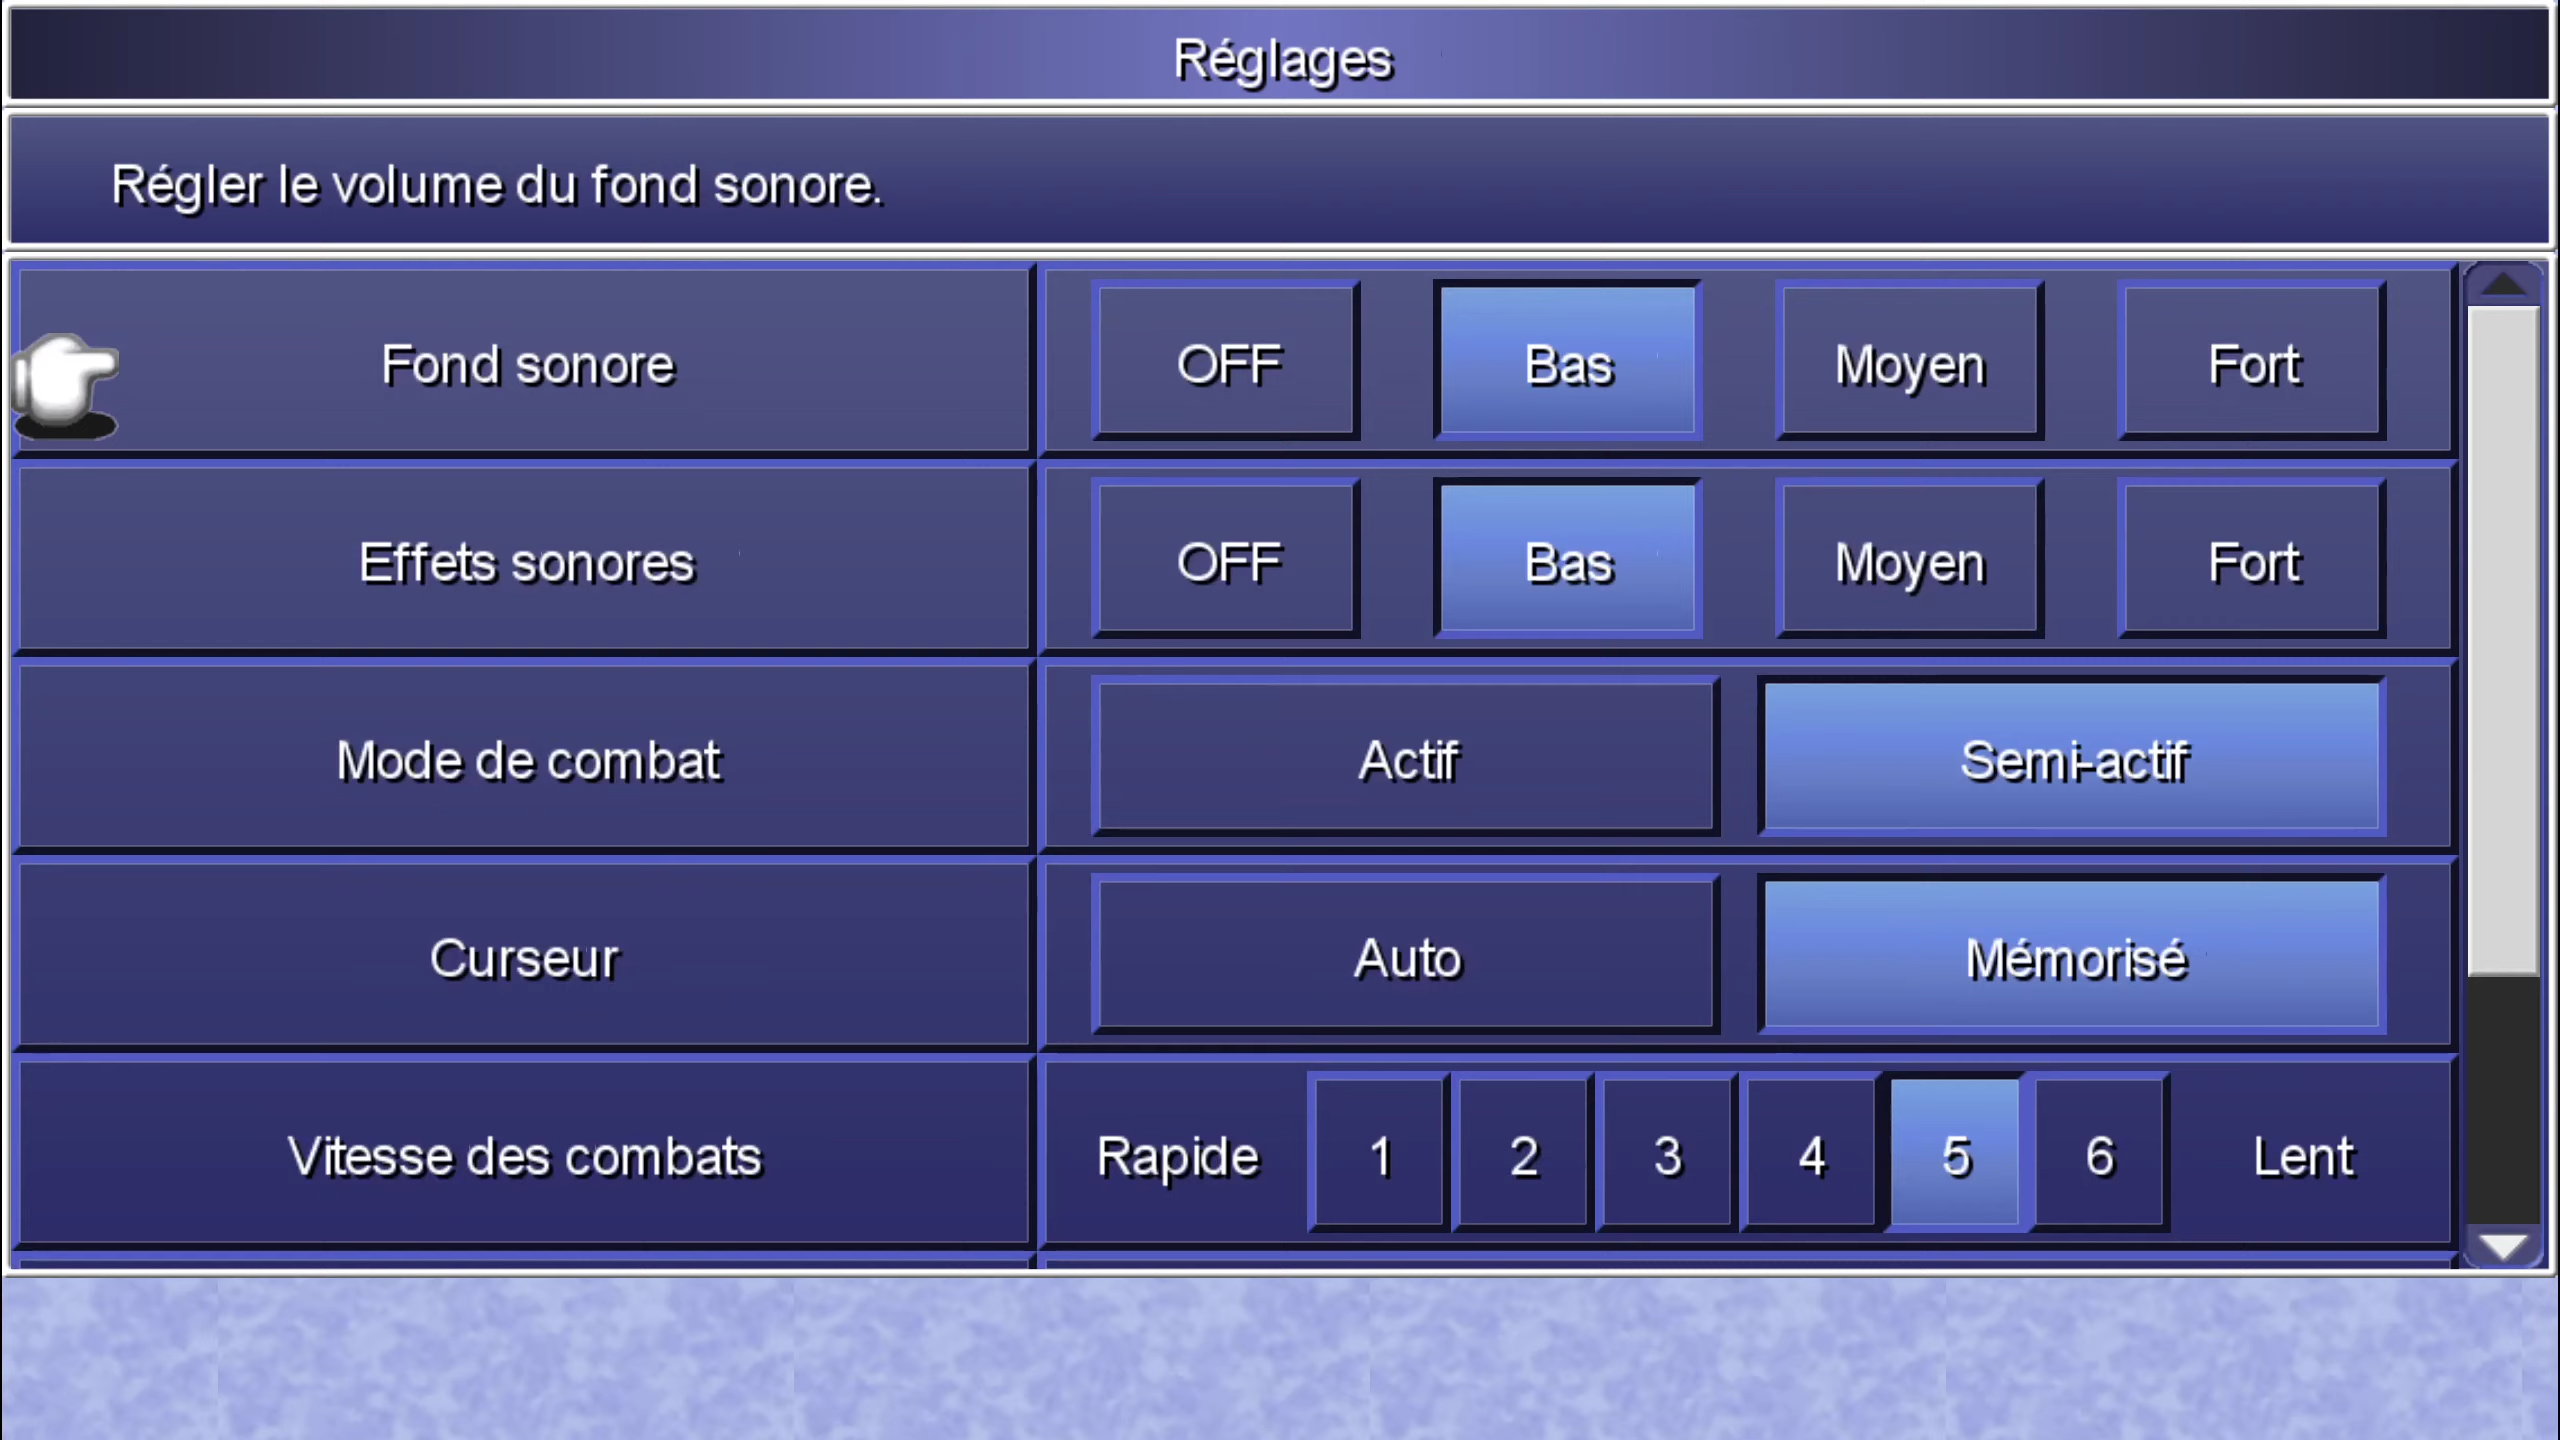 Réglages
Régler le volume du fond sonore.
Fond sonore OFF Bas Moyen Fort
Effets sonores OFF Bas Moyen Fort
Mode de combat Actif Semi-actif
Curseur Auto Mémorisé
Vitesse des combats Rapide 1 2 3 4 5 6 Lent